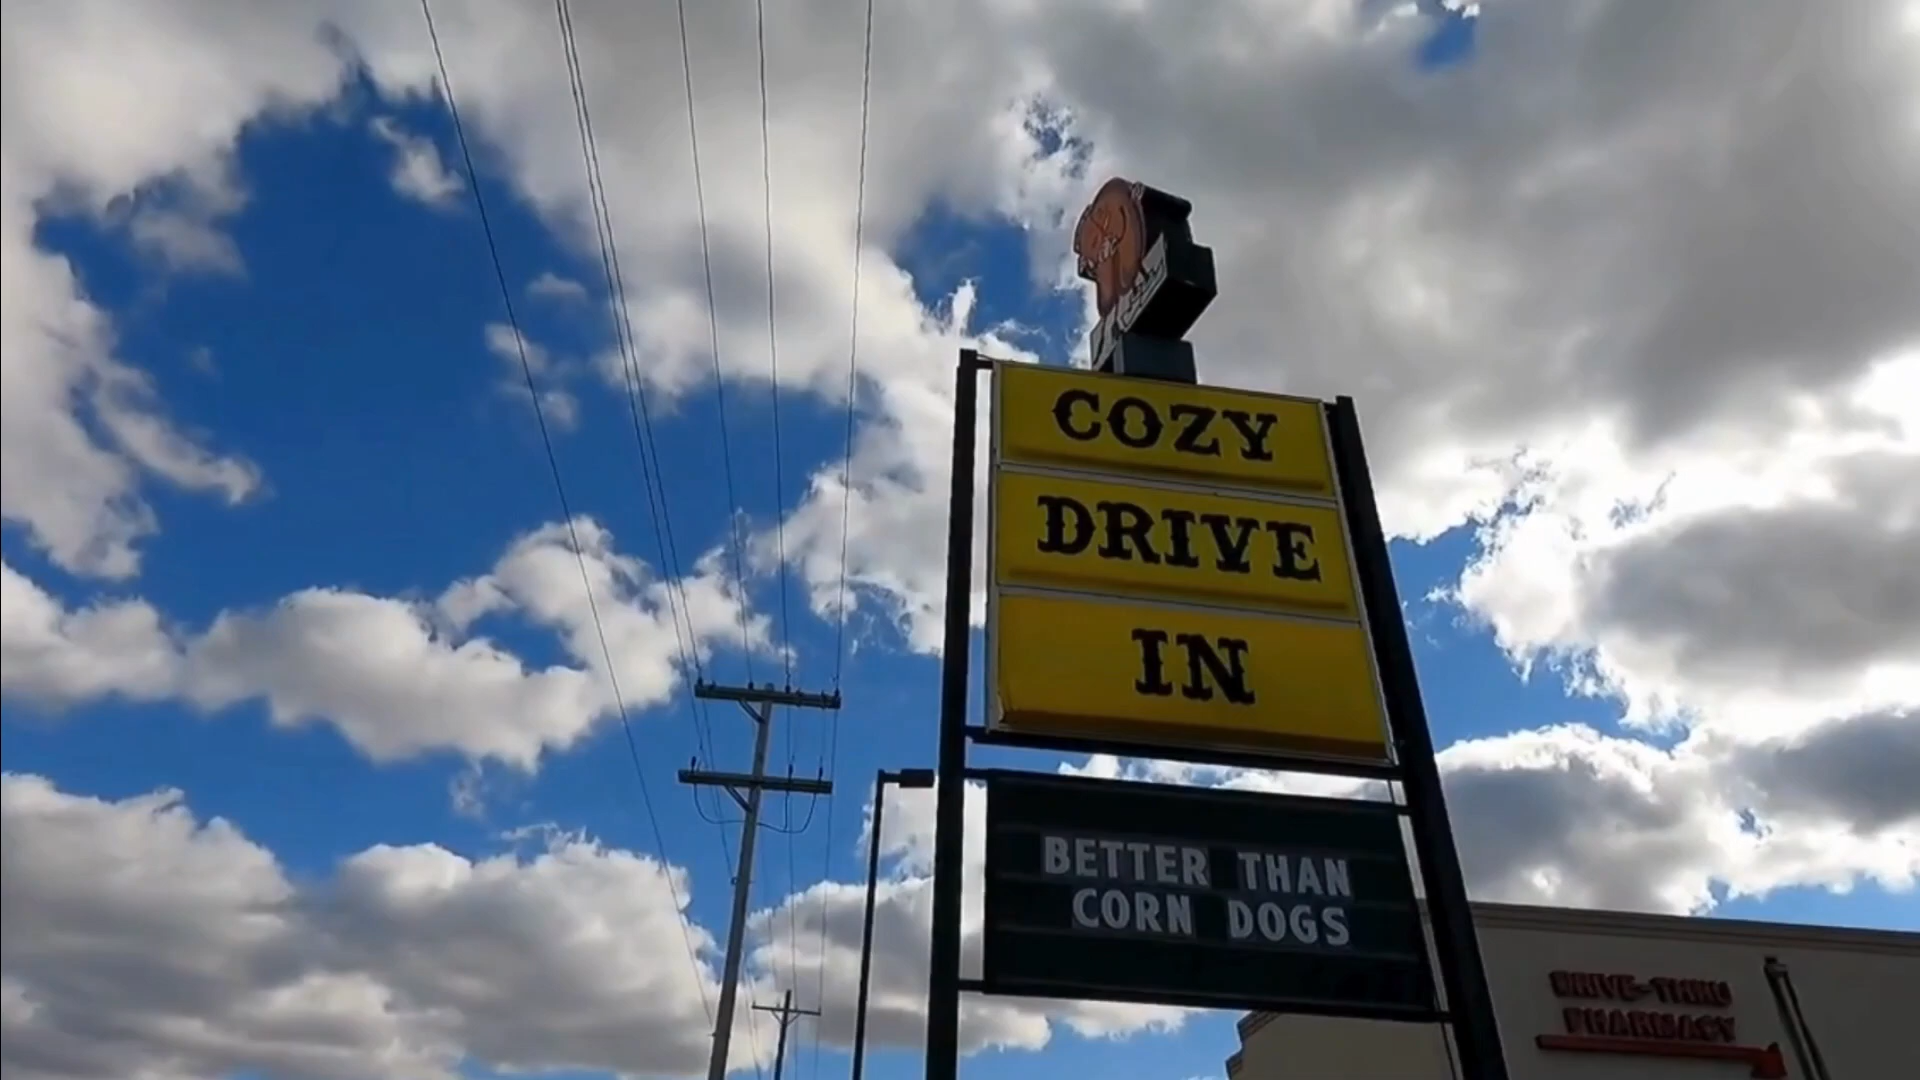 COZY
DRIVE
IN
BETTER THAN
CORN DOGS
DRIVE-THRU
PHARMACY